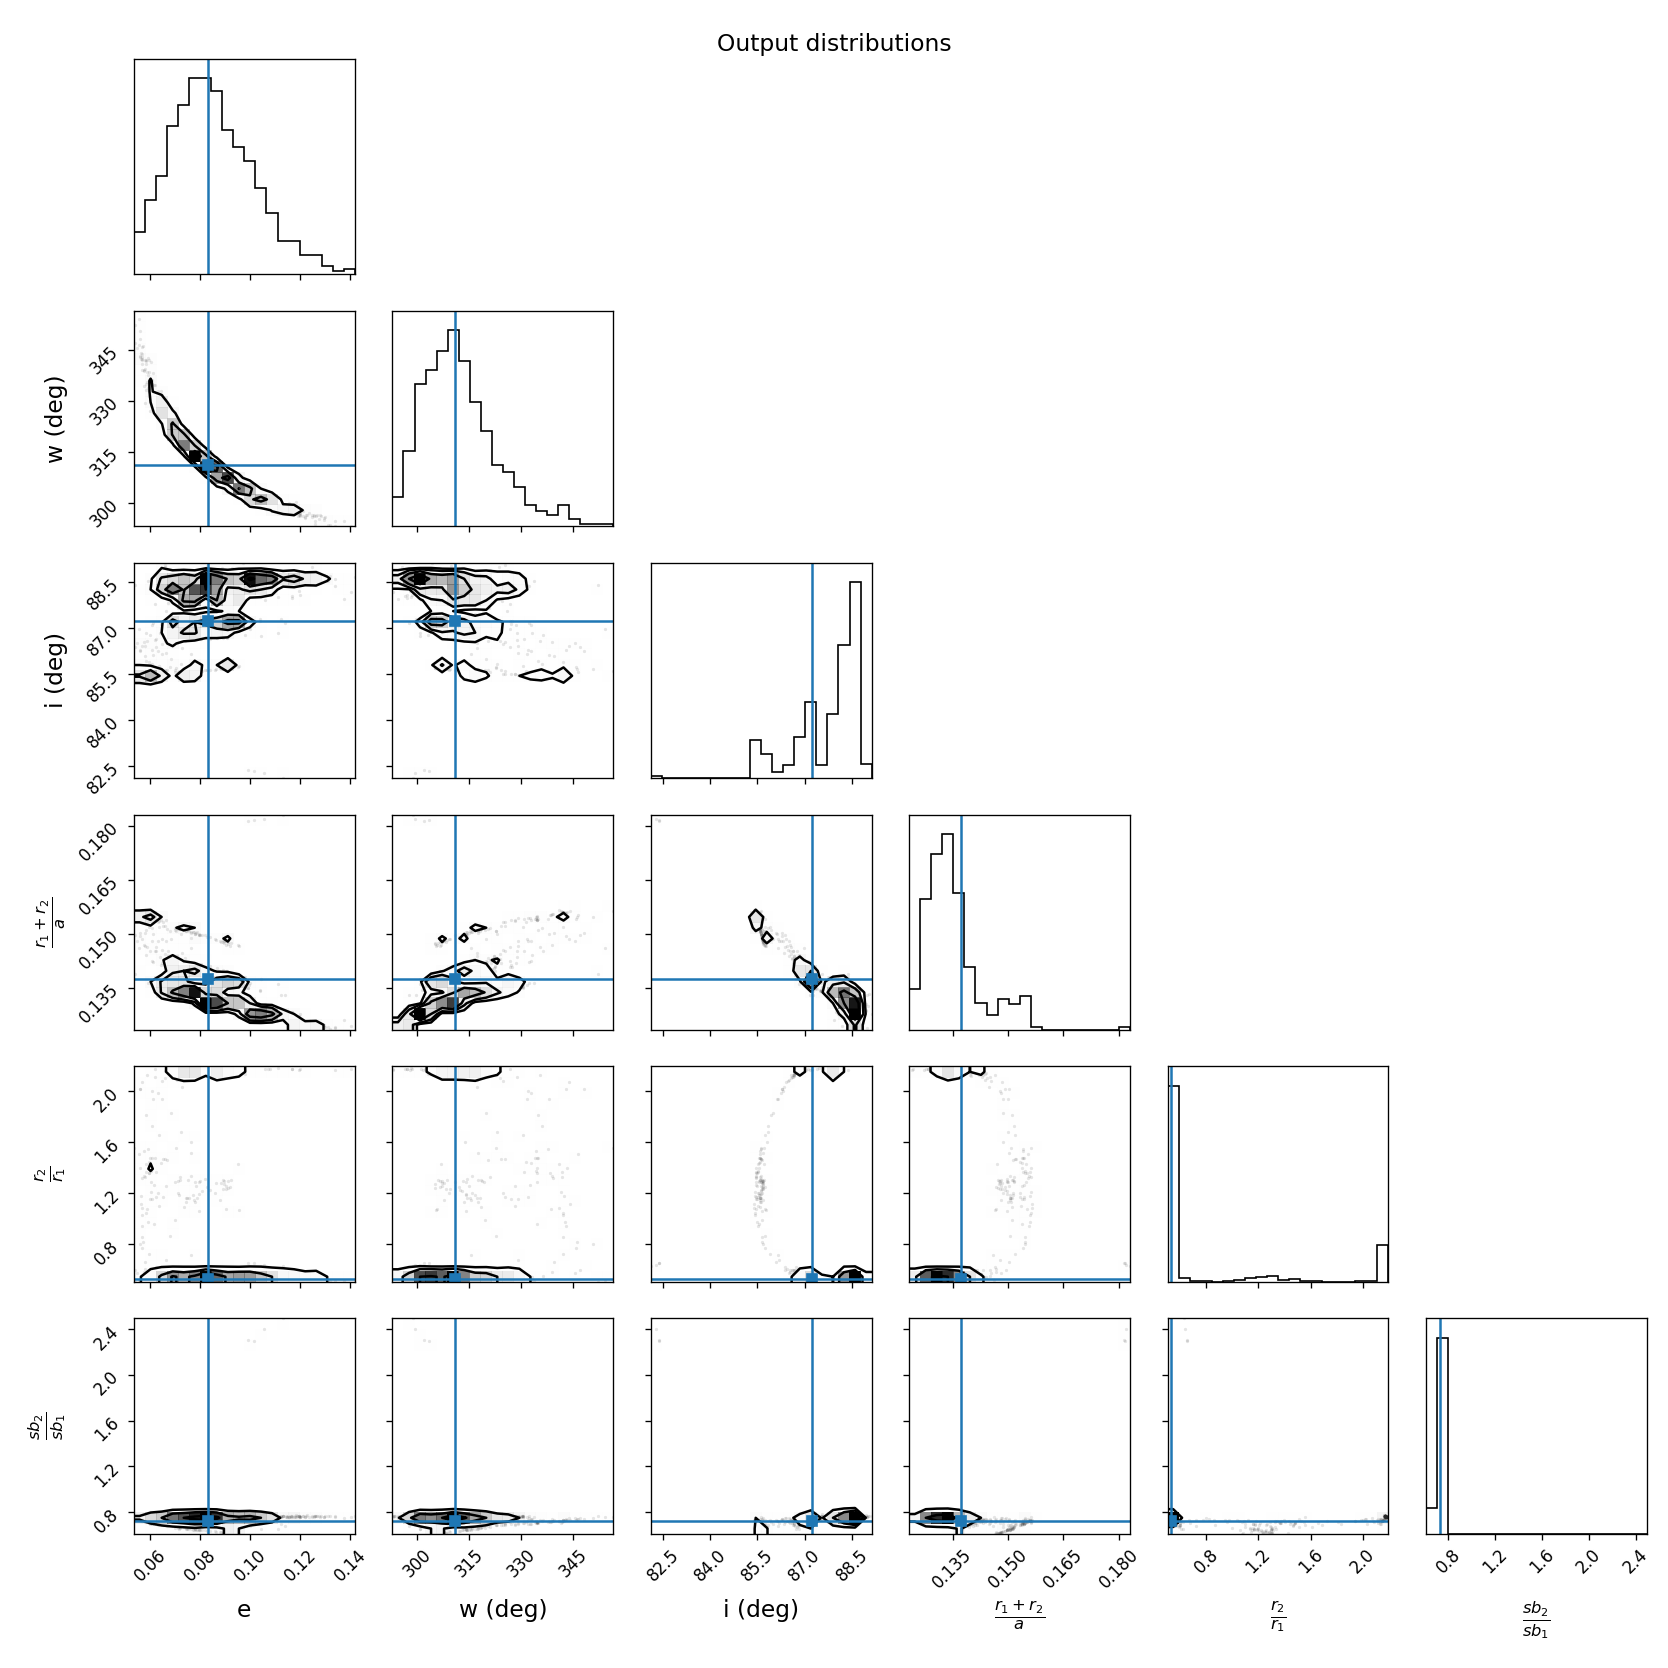 Output distributions
345
330
315
300
w (deg)
88.5
87.0
85.5
84.0
82.5
i (deg)
0.180
0.165
0.150
0.135
r₁ + r₂
a
2.0
1.6
1.2
0.8
r₂
r₁
2.4
2.0
1.6
1.2
0.8
sb₂
sb₁
0.06 0.08 0.10 0.12 0.14
300 315 330 345
82.5 84.0 85.5 87.0 88.5
0.135 0.150 0.165 0.180
0.8 1.2 1.6 2.0
0.8 1.2 1.6 2.0 2.4
e
w (deg)
i (deg)
r₁ + r₂
a
r₂
r₁
sb₂
sb₁